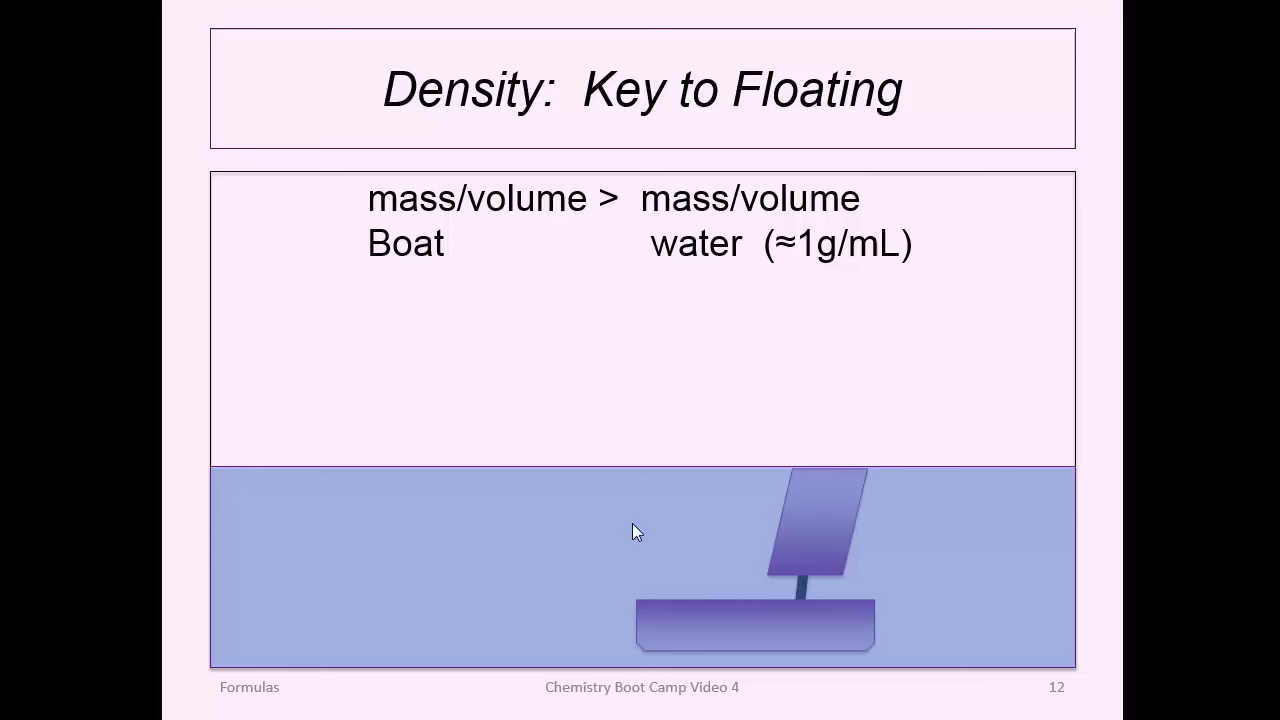 Density: Key to Floating
mass/volume > mass/volume
Boat water (≈1g/mL)
Formulas Chemistry Boot Camp Video 4 12